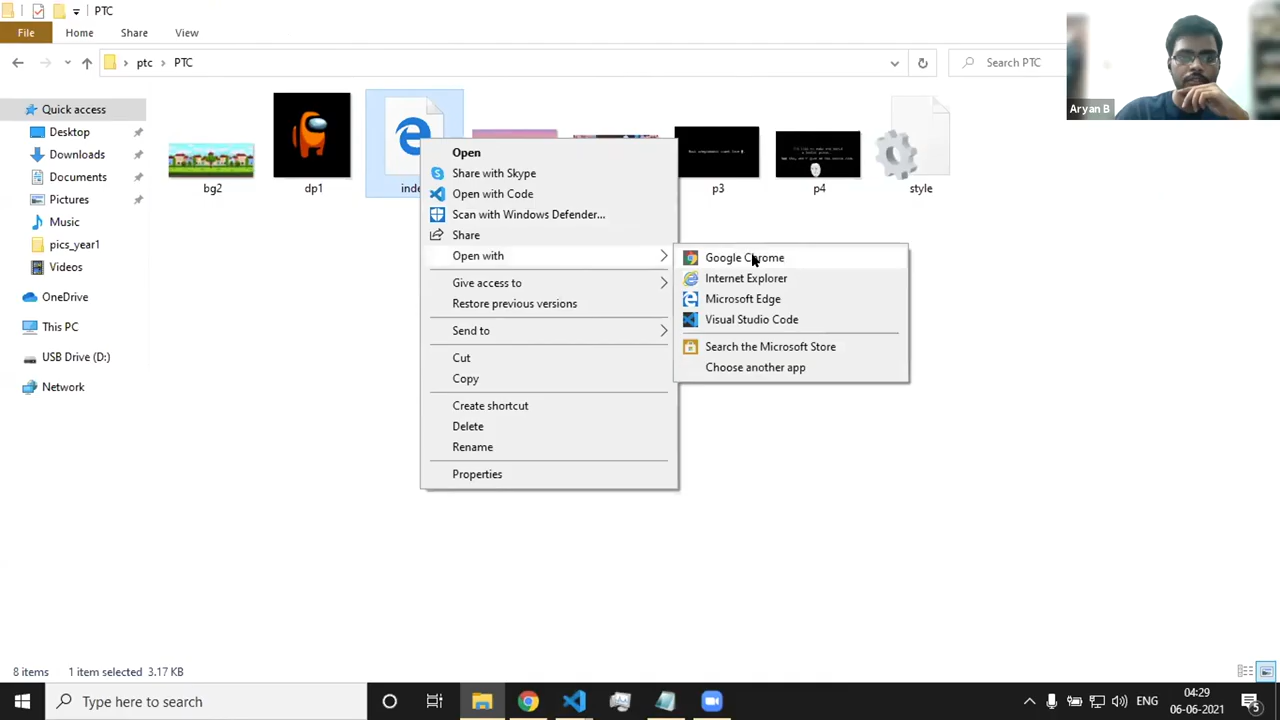 PTC
File Home Share View
ptc PTC Search PTC
Aryan B
Quick access
Desktop
Downloads
Documents
Pictures
Music
pics_year1
Videos
OneDrive
This PC
USB Drive (D:)
Network
bg2 dp1 inde p3 p4 style
Open
Share with Skype
Open with Code
Scan with Windows Defender...
Share
Open with
Give access to
Restore previous versions
Send to
Cut
Copy
Create shortcut
Delete
Rename
Properties
Google Chrome
Internet Explorer
Microsoft Edge
Visual Studio Code
Search the Microsoft Store
Choose another app
8 items 1 item selected 3.17 KB
Type here to search
ENG
04:29
06-06-2021
5